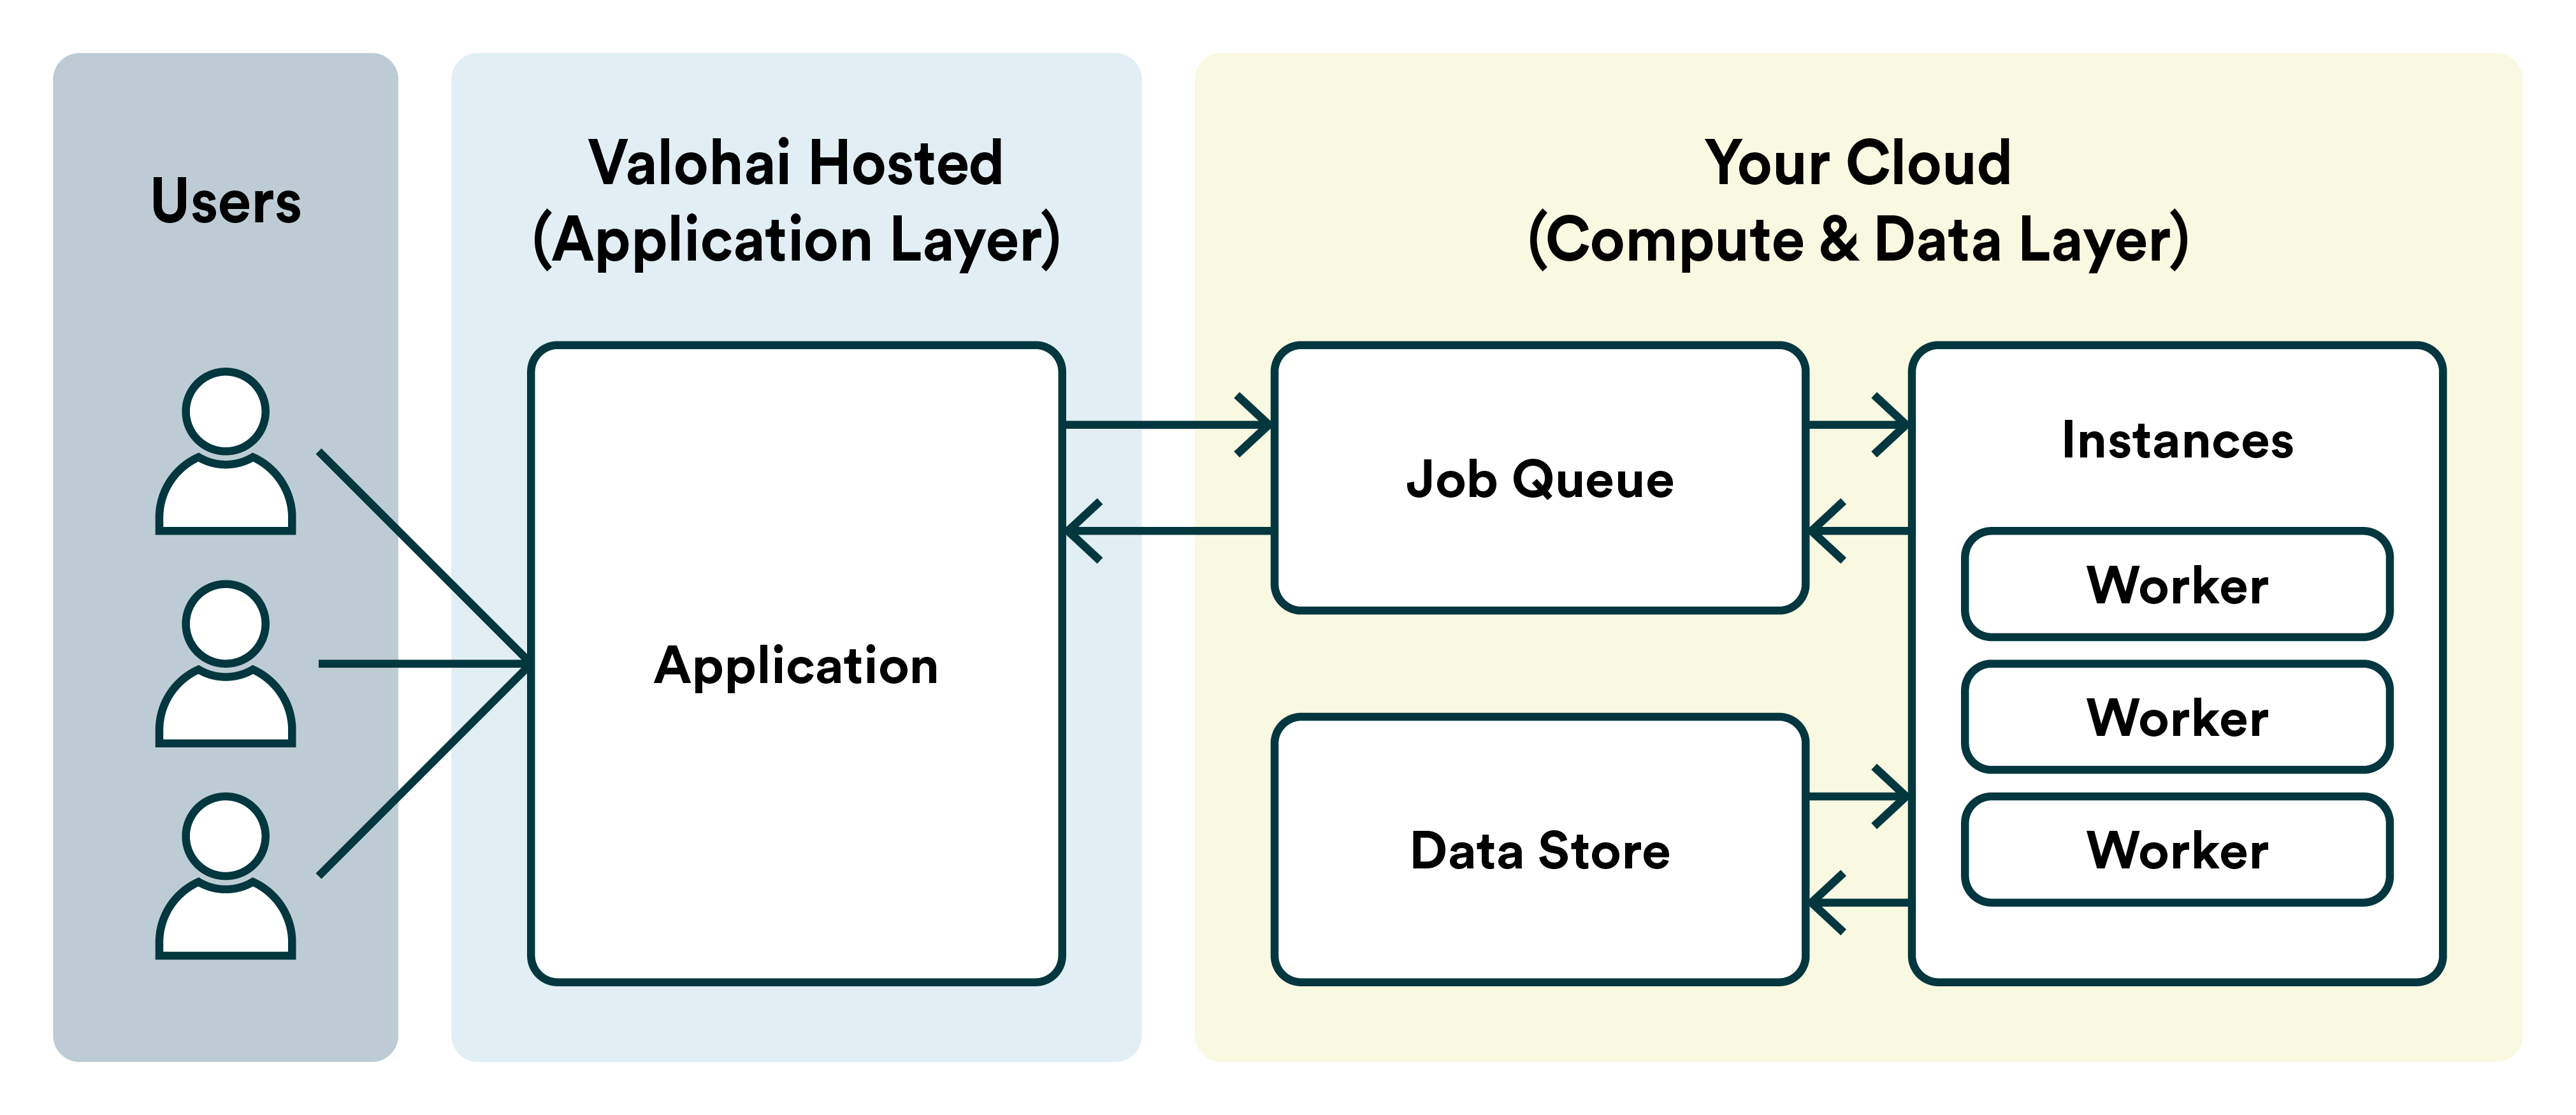 Users
Valohai Hosted
(Application Layer)
Application
Your Cloud
(Compute & Data Layer)
Job Queue
Data Store
Instances
Worker
Worker
Worker